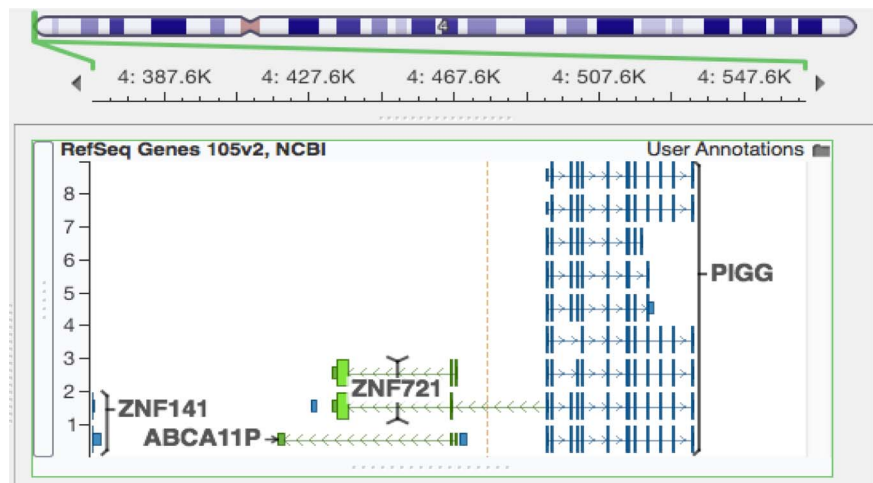 4
4: 387.6K 4: 427.6K 4: 467.6K 4: 507.6K 4: 547.6K
RefSeq Genes 105v2, NCBI User Annotations
8
7
6
5
PIGG
4
3
ZNF721
2
ZNF141
1
ABCA11P